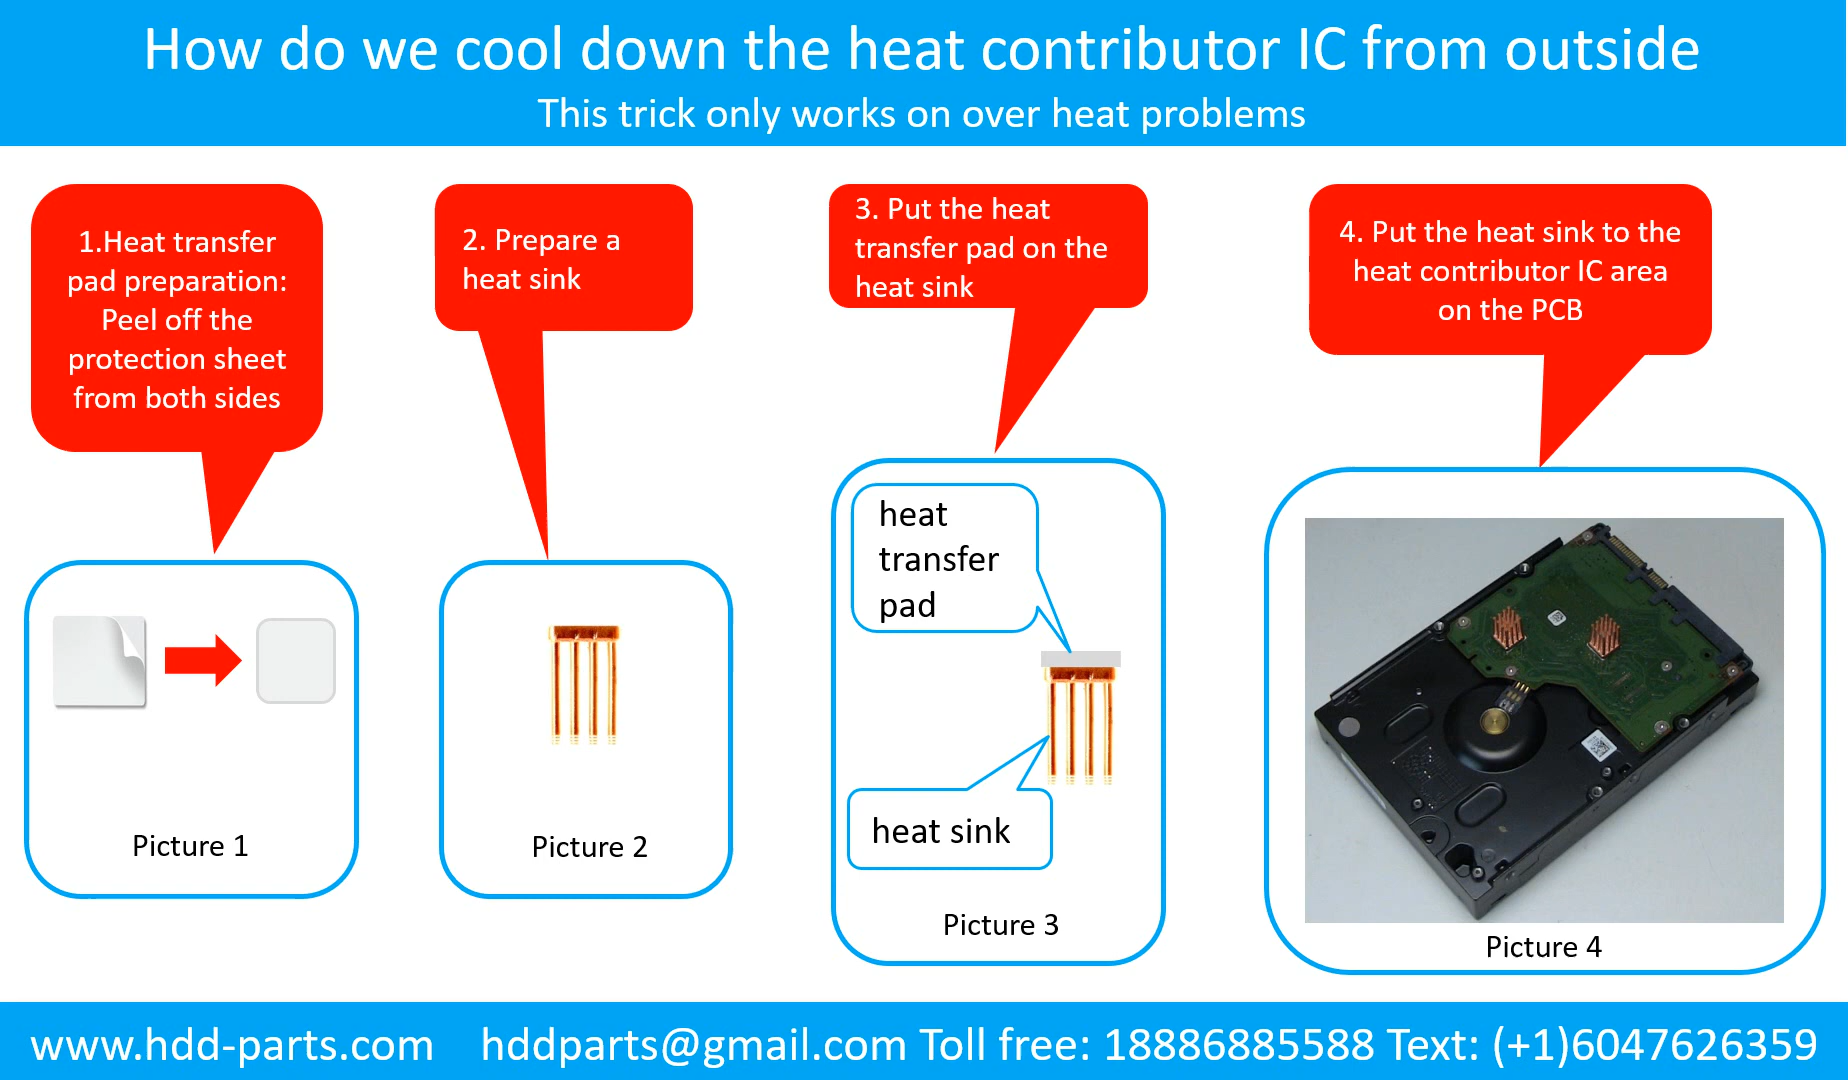 How do we cool down the heat contributor IC from outside
This trick only works on over heat problems
1.Heat transfer
pad preparation:
Peel off the
protection sheet
from both sides
2. Prepare a
heat sink
3. Put the heat
transfer pad on the
heat sink
4. Put the heat sink to the
heat contributor IC area
on the PCB
Picture 1
Picture 2
heat
transfer
pad
heat sink
Picture 3
Picture 4
www.hdd-parts.com hddparts@gmail.com Toll free: 18886885588 Text: (+1)6047626359